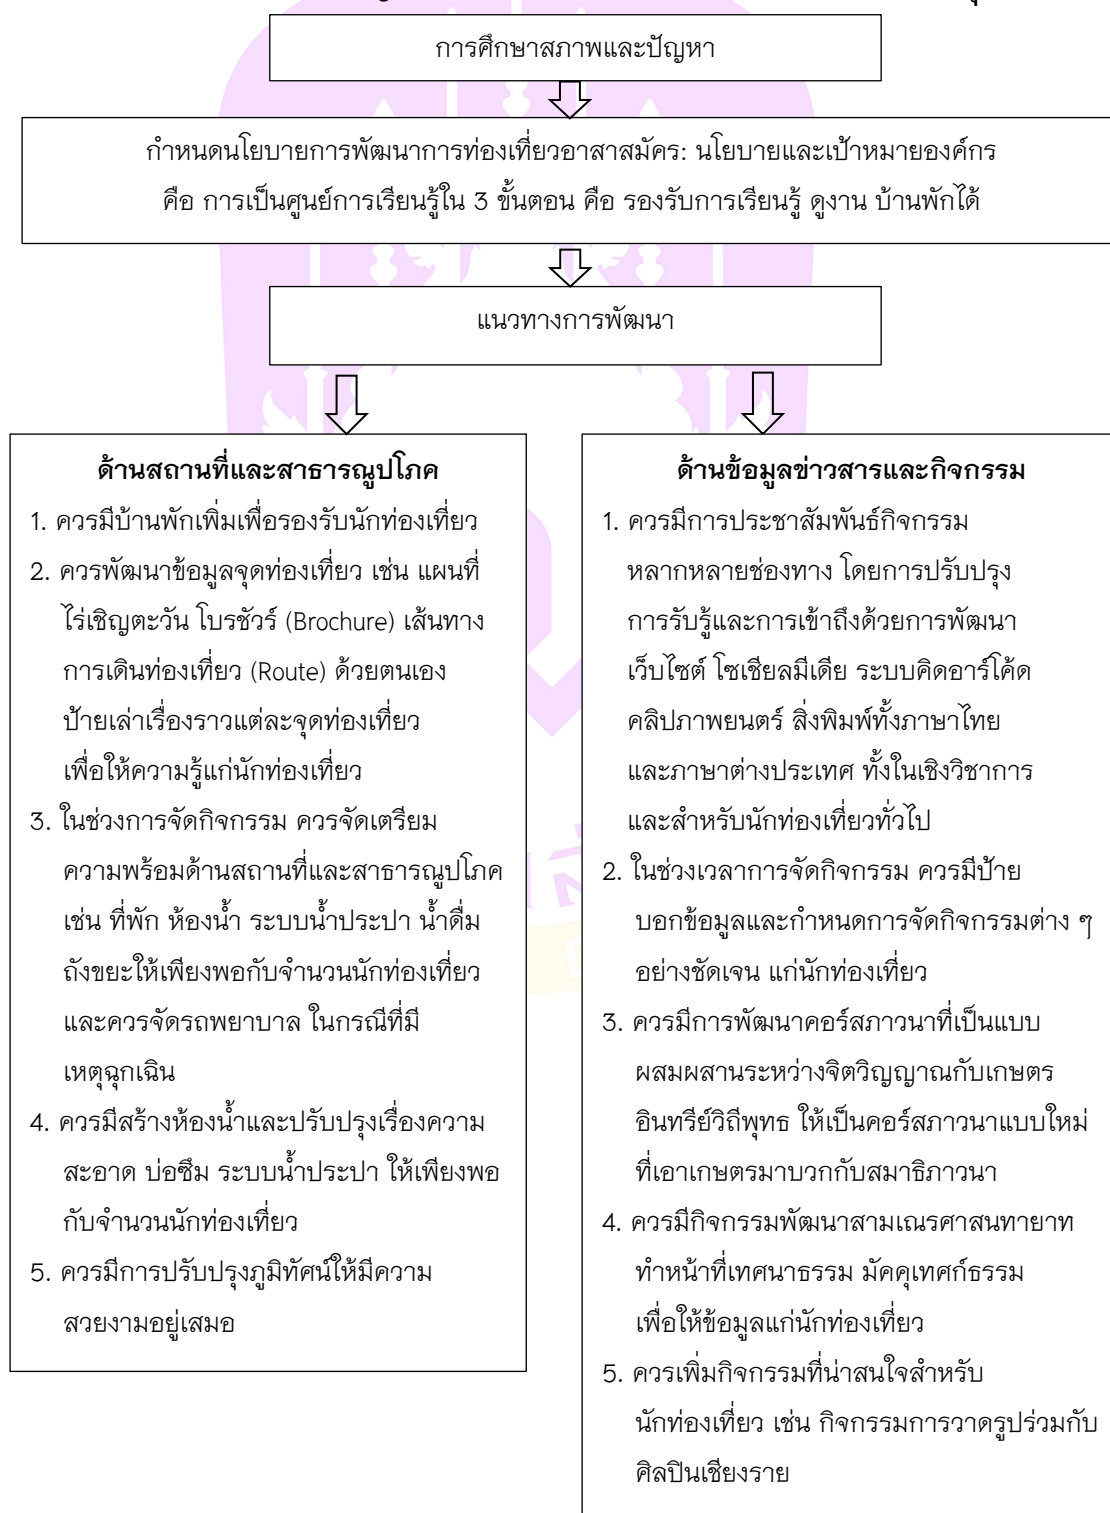 การศึกษาสภาพและปัญหา
กำหนดนโยบายการพัฒนาการท่องเที่ยวอาสาสมัคร: นโยบายและเป้าหมายองค์กร
คือ การเป็นศูนย์การเรียนรู้ใน 3 ขั้นตอน คือ รองรับการเรียนรู้ ดูงาน บ้านพักได้
แนวทางการพัฒนา
ด้านสถานที่และสาธารณูปโภค
1. ควรมีบ้านพักเพิ่มเพื่อรองรับนักท่องเที่ยว
2. ควรพัฒนาข้อมูลจุดท่องเที่ยว เช่น แผนที่
ไร่เชิญตะวัน โบรชัวร์ (Brochure) เส้นทาง
การเดินท่องเที่ยว (Route) ด้วยตนเอง
ป้ายเล่าเรื่องราวแต่ละจุดท่องเที่ยว
เพื่อให้ความรู้แก่นักท่องเที่ยว
3. ในช่วงการจัดกิจกรรม ควรจัดเตรียม
ความพร้อมด้านสถานที่และสาธารณูปโภค
เช่น ที่พัก ห้องน้ำ ระบบน้ำประปา น้ำดื่ม
ถังขยะให้เพียงพอกับจำนวนนักท่องเที่ยว
และควรจัดรถพยาบาล ในกรณีที่มี
เหตุฉุกเฉิน
4. ควรมีสร้างห้องน้ำและปรับปรุงเรื่องความ
สะอาด บ่อซึม ระบบน้ำประปา ให้เพียงพอ
กับจำนวนนักท่องเที่ยว
5. ควรมีการปรับปรุงภูมิทัศน์ให้มีความ
สวยงามอยู่เสมอ
ด้านข้อมูลข่าวสารและกิจกรรม
1. ควรมีการประชาสัมพันธ์กิจกรรม
หลากหลายช่องทาง โดยการปรับปรุง
การรับรู้และการเข้าถึงด้วยการพัฒนา
เว็บไซต์ โซเชียลมีเดีย ระบบคิดอาร์โค้ด
คลิปภาพยนตร์ สิ่งพิมพ์ทั้งภาษาไทย
และภาษาต่างประเทศ ทั้งในเชิงวิชาการ
และสำหรับนักท่องเที่ยวทั่วไป
2. ในช่วงเวลาการจัดกิจกรรม ควรมีป้าย
บอกข้อมูลและกำหนดการจัดกิจกรรมต่าง ๆ
อย่างชัดเจน แก่นักท่องเที่ยว
3. ควรมีการพัฒนาคอร์สภาวนาที่เป็นแบบ
ผสมผสานระหว่างจิตวิญญาณกับเกษตร
อินทรีย์วิถีพุทธ ให้เป็นคอร์สภาวนาแบบใหม่
ที่เอาเกษตรมาบวกกับสมาธิภาวนา
4. ควรมีกิจกรรมพัฒนาสามเณรศาสนทายาท
ทำหน้าที่เทศนาธรรม มัคคุเทศก์ธรรม
เพื่อให้ข้อมูลแก่นักท่องเที่ยว
5. ควรเพิ่มกิจกรรมที่น่าสนใจสำหรับ
นักท่องเที่ยว เช่น กิจกรรมการวาดรูปร่วมกับ
ศิลปินเชียงราย